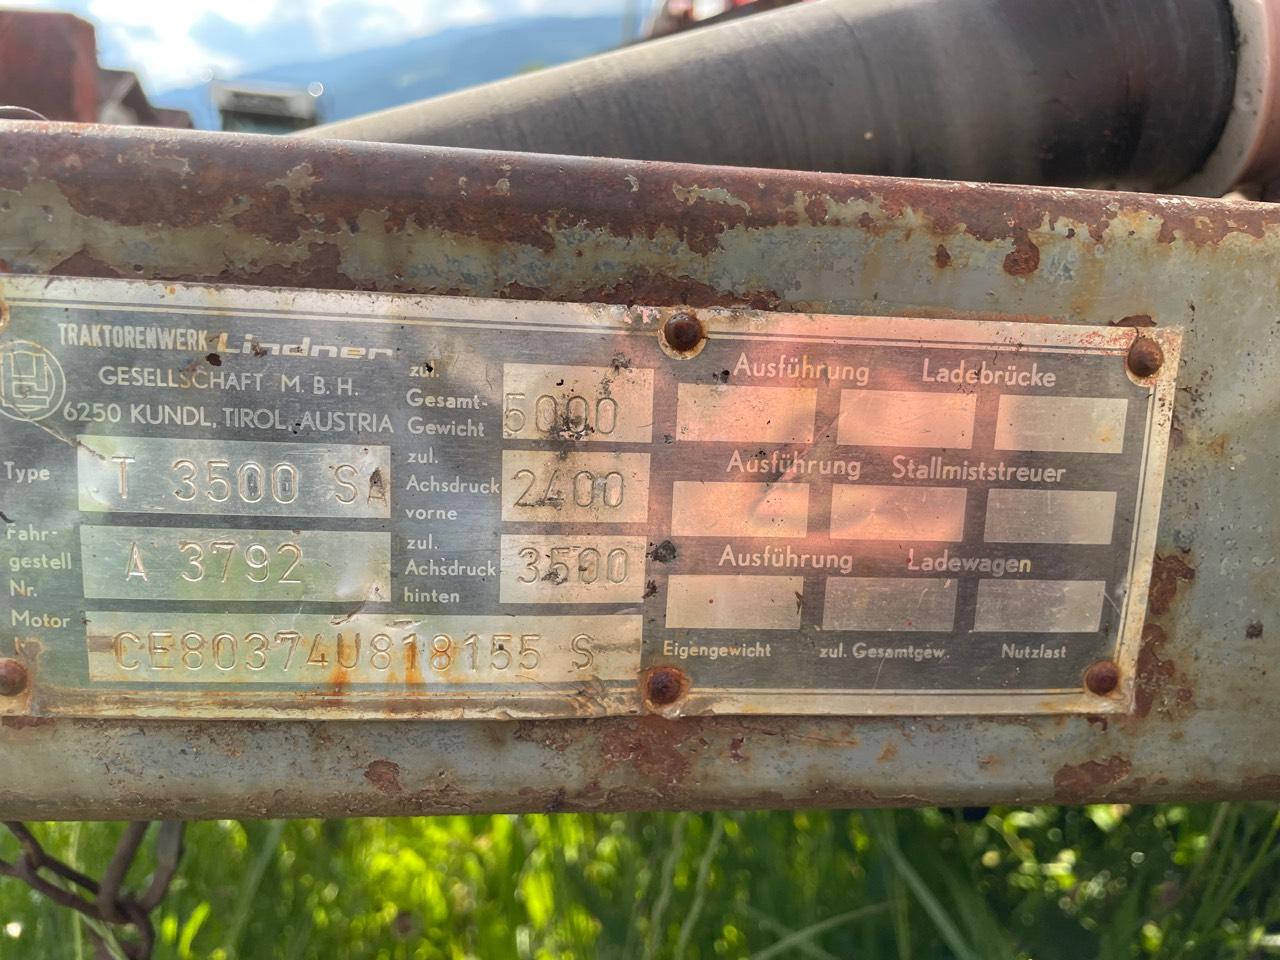 TRAKTORENWERK Lindner
GESELLSCHAFT M.B.H.
6250 KUNDL, TIROL, AUSTRIA
Type T 3500 SA
Fahr-
gestell
Nr. A 3792
Motor CE80374U818155 S
zul.
Gesamt-
Gewicht 5000
zul.
Achsdruck
vorne 2400
zul.
Achsdruck
hinten 3500
Ausführung Ladebrücke
Ausführung Stallmiststreuer
Ausführung Ladewagen
Eigengewicht zul. Gesamtgew. Nutzlast